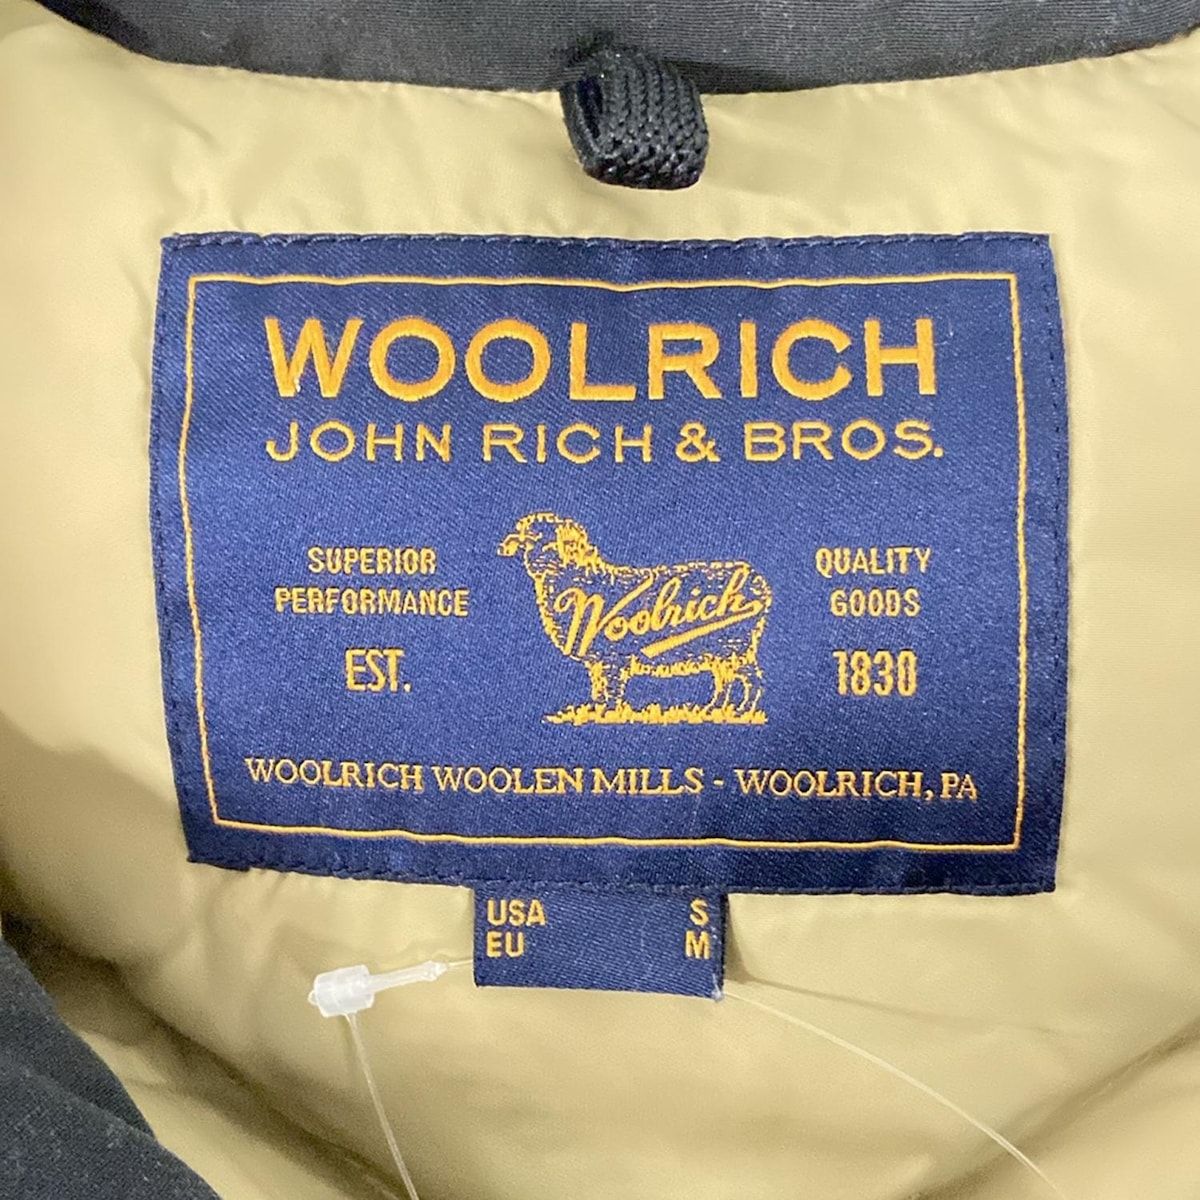 WOOLRICH
JOHN RICH & BROS.
SUPERIOR
PERFORMANCE
EST.
Woolrich
QUALITY
GOODS
1830
WOOLRICH WOOLEN MILLS - WOOLRICH, PA
USA S
EU M